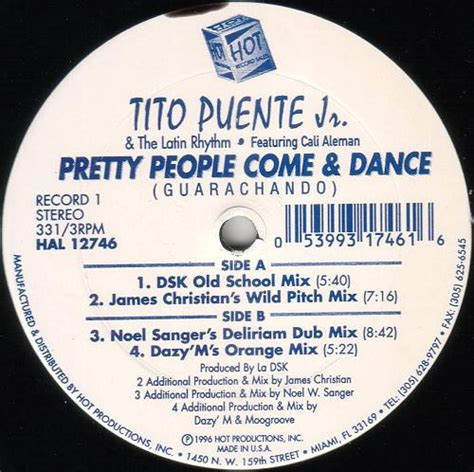 HOT
RECORD SALES
TITO PUENTE Jr.
& The Latin Rhythm • Featuring Cali Aleman
PRETTY PEOPLE COME & DANCE
(GUARACHANDO)
RECORD 1
STEREO
331/3RPM
HAL 12746
0 53993 17461 6
SIDE A
1. DSK Old School Mix (5:40)
2. James Christian's Wild Pitch Mix (7:16)
SIDE B
3. Noel Sanger's Deliriam Dub Mix (8:42)
4. Dazy'M's Orange Mix (5:22)
Produced By La DSK
2 Additional Production & Mix by James Christian
3 Additional Production & Mix by Noel W. Sanger
4 Additional Production & Mix by
Dazy' M & Moogroove
℗ 1996 HOT PRODUCTIONS, INC.
MADE IN U.S.A.
MANUFACTURED & DISTRIBUTED BY HOT PRODUCTIONS, INC. • 1450 N. W. 159th STREET • MIAMI, FL 33169 • TEL: (305) 628-9797 • FAX: (305) 625-6545